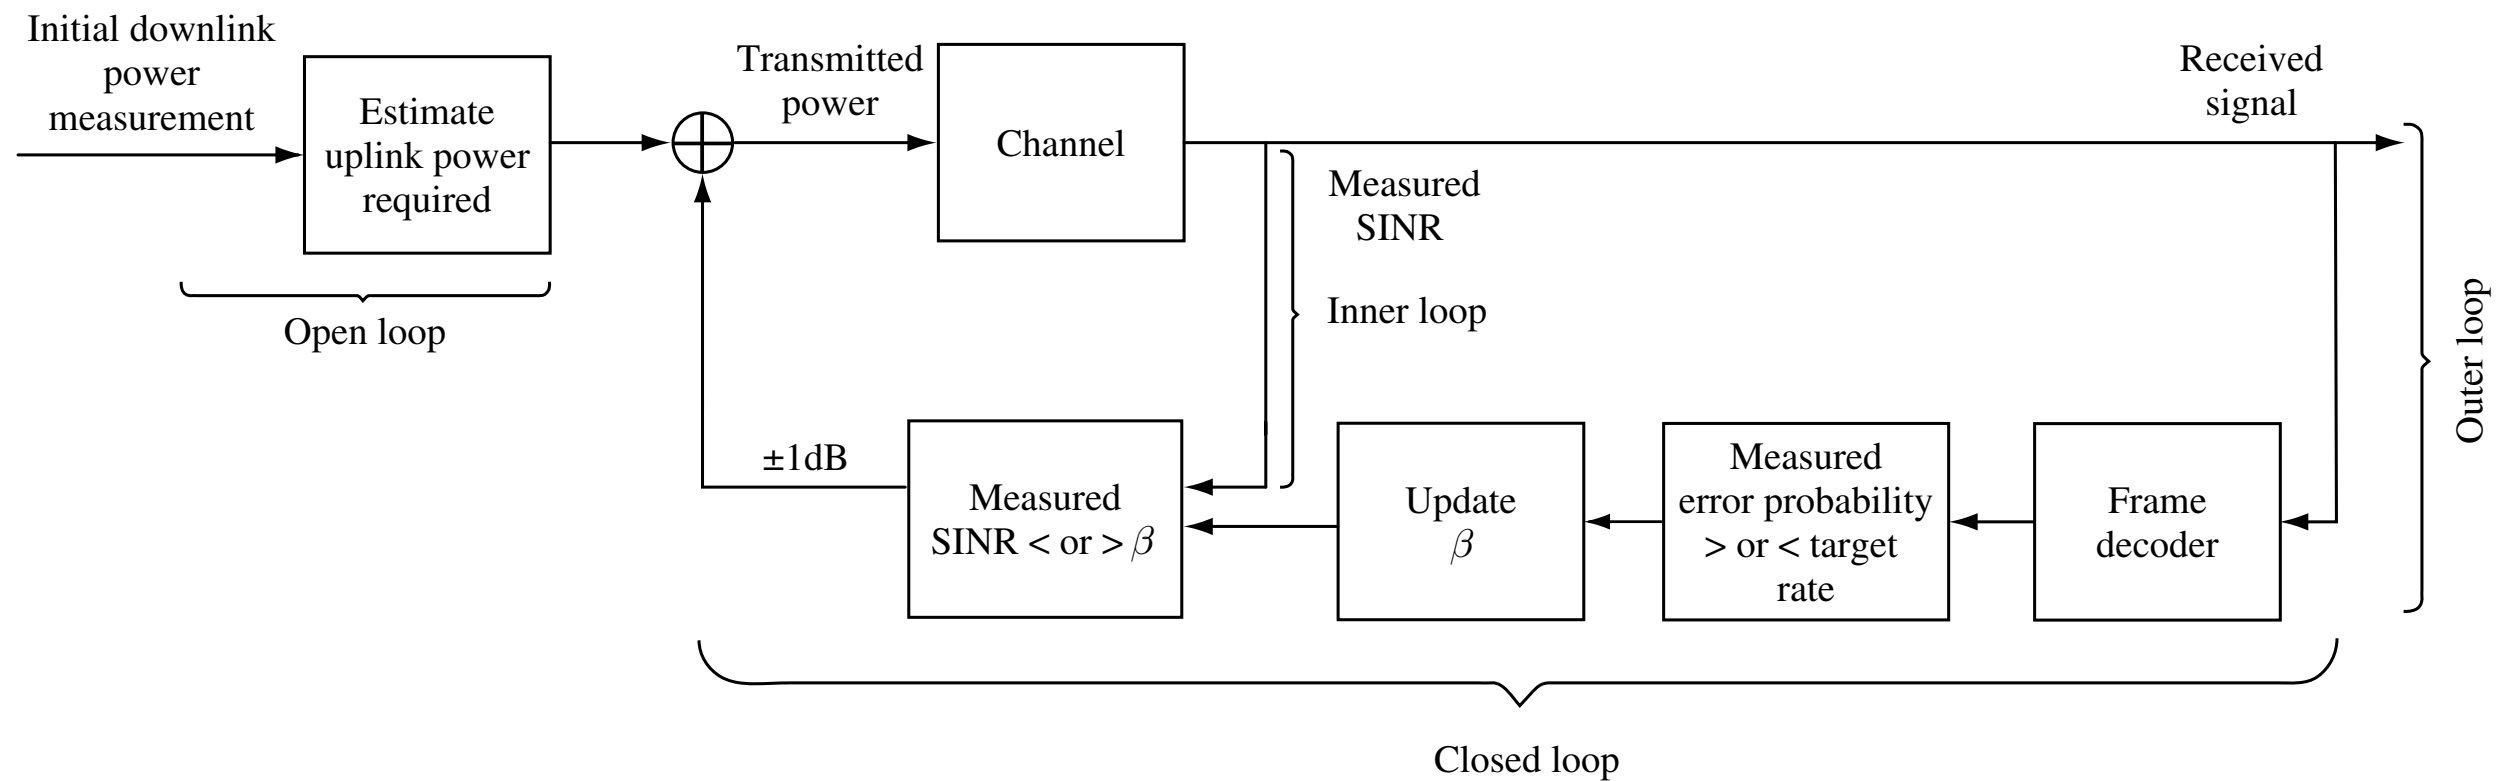 Initial downlink
power
measurement
Estimate
uplink power
required
Open loop
Transmitted
power
Channel
Received
signal
Measured
SINR
Inner loop
Outer loop
±1dB
Measured
SINR < or > β
Update
β
Measured
error probability
> or < target
rate
Frame
decoder
Closed loop